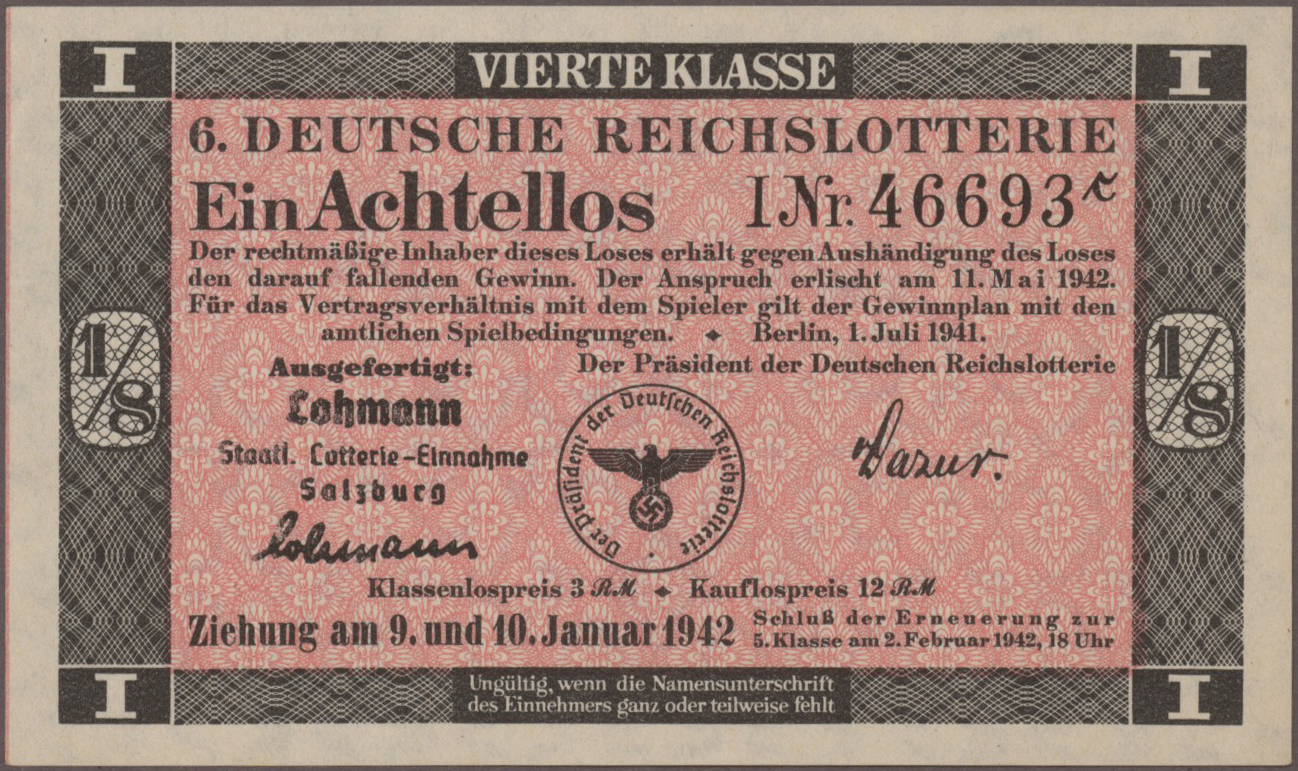 I VIERTE KLASSE I
6. DEUTSCHE REICHSLOTTERIE
Ein Achtellos I Nr. 46693
Der rechtmäßige Inhaber dieses Loses erhält gegen Aushändigung des Loses
den darauf fallenden Gewinn. Der Anspruch erlischt am 11. Mai 1942.
Für das Vertragsverhältnis mit dem Spieler gilt der Gewinnplan mit den
amtlichen Spielbedingungen. ◆ Berlin, 1. Juli 1941.
1/8
1/8
Ausgefertigt:
Lohmann
Staatl. Lotterie-Einnahme
Salzburg
Lohmann
Der Präsident der Deutschen Reichslotterie
Der Präsident der Deutschen Reichslotterie
Klassenlospreis 3 RM ◆ Kauflospreis 12 RM
Ziehung am 9. und 10. Januar 1942
Schluß der Erneuerung zur
5. Klasse am 2. Februar 1942, 18 Uhr
I I
Ungültig, wenn die Namensunterschrift
des Einnehmers ganz oder teilweise fehlt